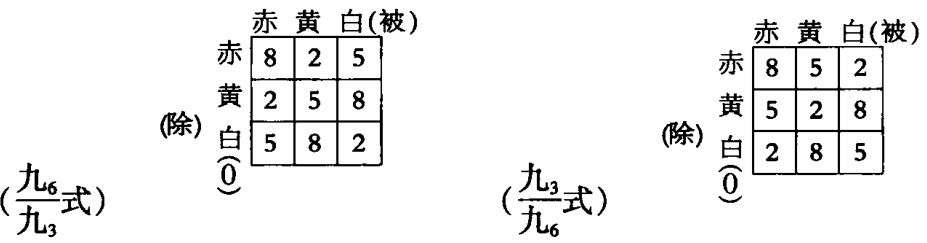 赤 黄 白(被)
赤 8 2 5
黄 2 5 8
(除) 白 5 8 2
(0)
(九₆/九₃式)
赤 黄 白(被)
赤 8 5 2
黄 5 2 8
(除) 白 2 8 5
(0)
(九₃/九₆式)